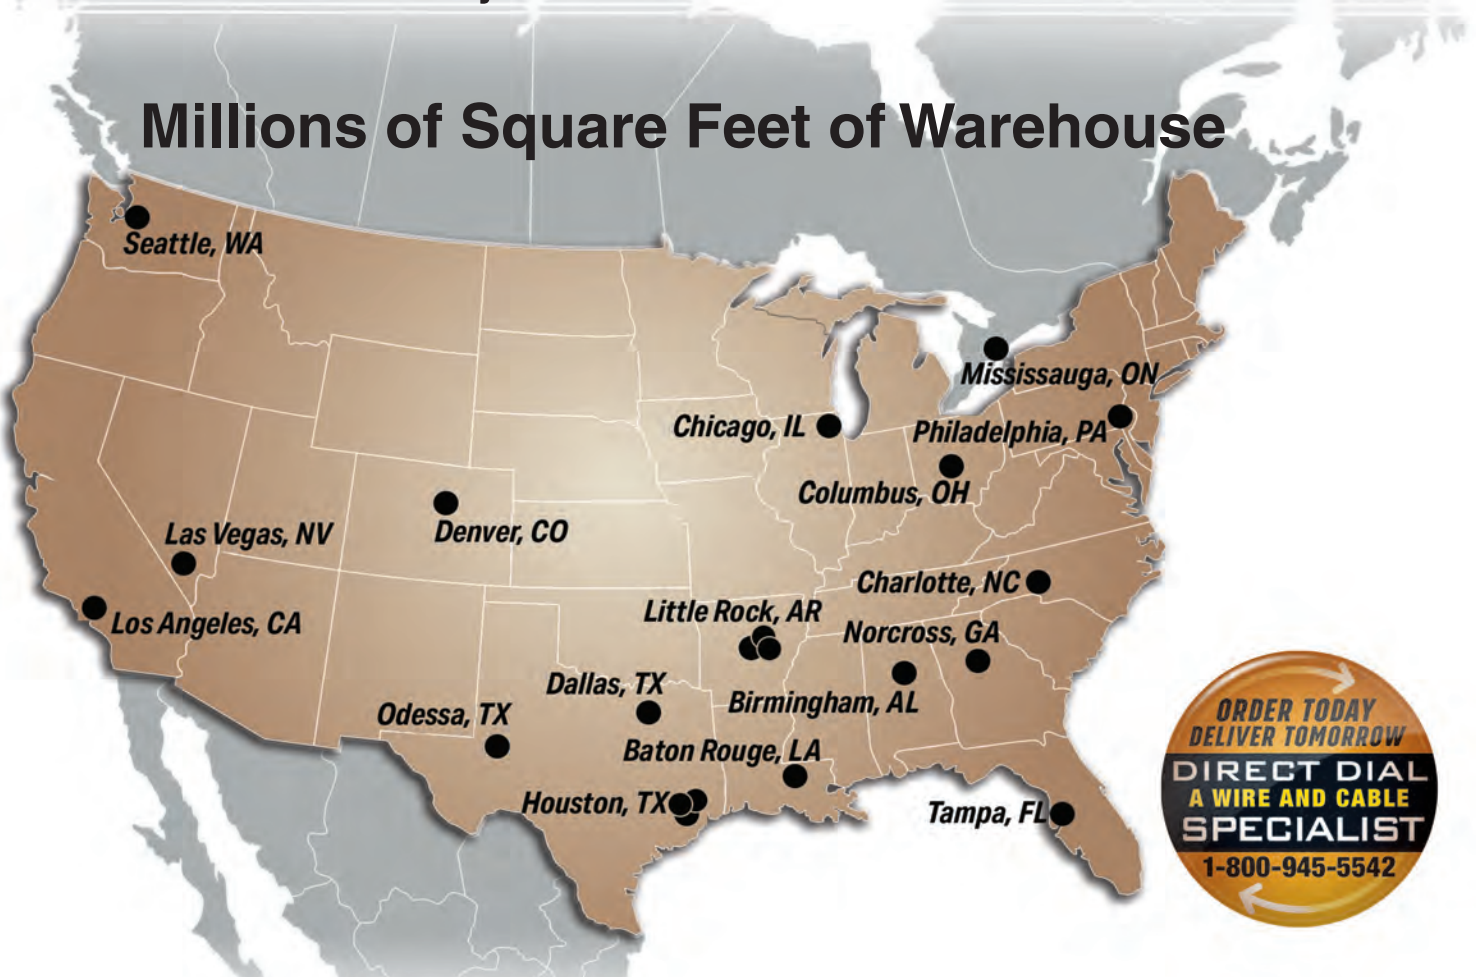 Millions of Square Feet of Warehouse
Seattle, WA
Mississauga, ON
Chicago, IL
Philadelphia, PA
Columbus, OH
Las Vegas, NV
Denver, CO
Charlotte, NC
Los Angeles, CA
Little Rock, AR
Norcross, GA
Dallas, TX
Birmingham, AL
Odessa, TX
Baton Rouge, LA
Houston, TX
Tampa, FL
ORDER TODAY
DELIVER TOMORROW
DIRECT DIAL
A WIRE AND CABLE
SPECIALIST
1-800-945-5542